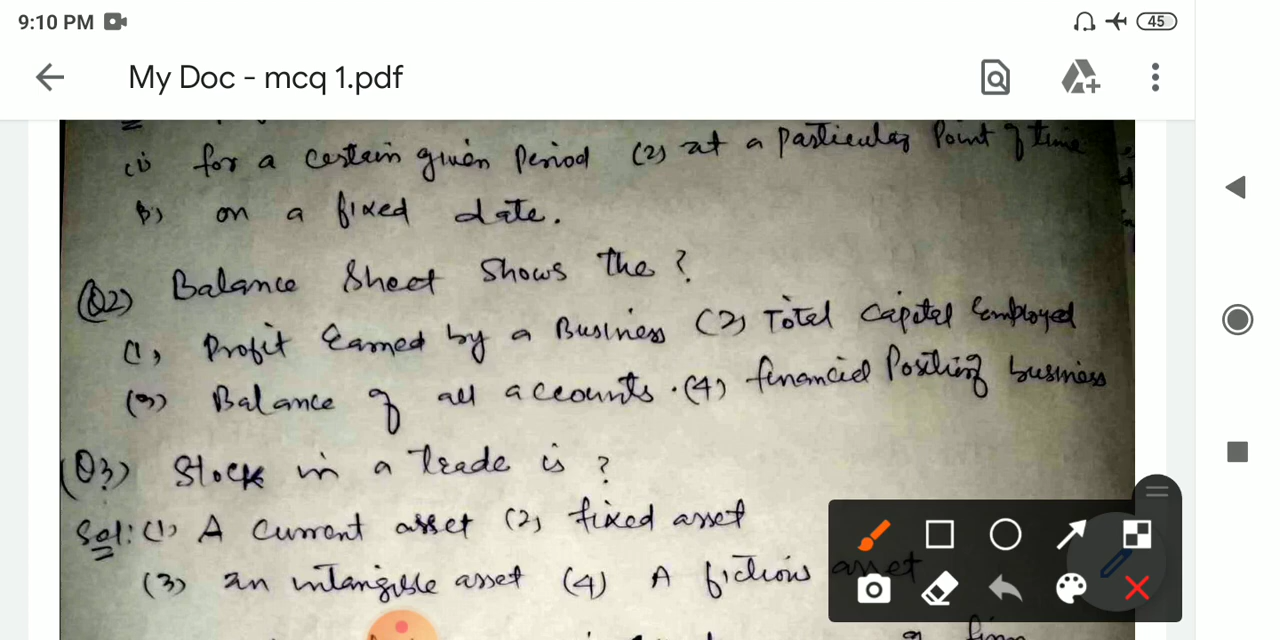 9:10 PM
45
My Doc - mcq 1.pdf
(1) for a certain given Period (2) at a particular Point of time
on a fixed date.
(Q2) Balance Sheet Shows the ?
(1) Profit Earned by a Business (2) Total Capital Employed
(3) Balance of all accounts. (4) financial Position of business
(Q3) Stock in a trade is ?
Sol: (1) A Current asset (2) fixed asset
(3) an intangible asset (4) A fictious asset